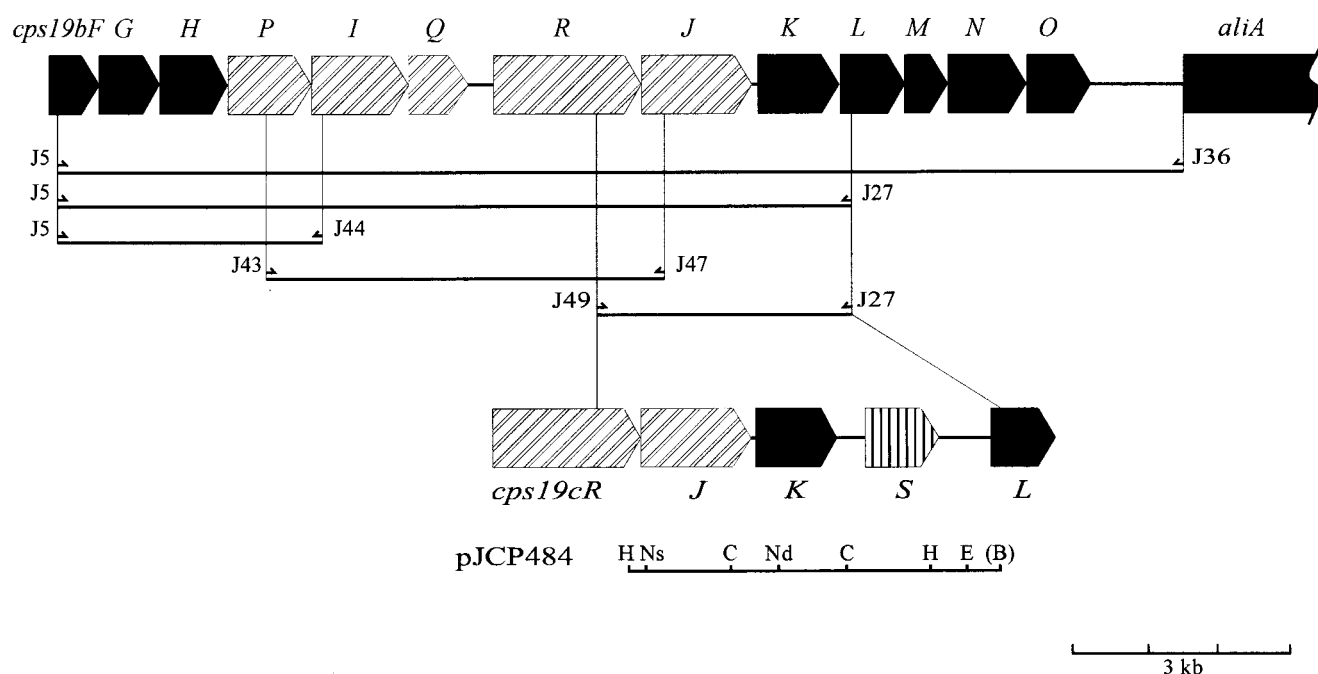 cps19bF G H P I Q R J K L M N O aliA
J5 J36
J5 J27
J5 J44
J43 J47
J49 J27
cps19cR J K S L
pJCP484 H Ns C Nd C H E (B)
3 kb